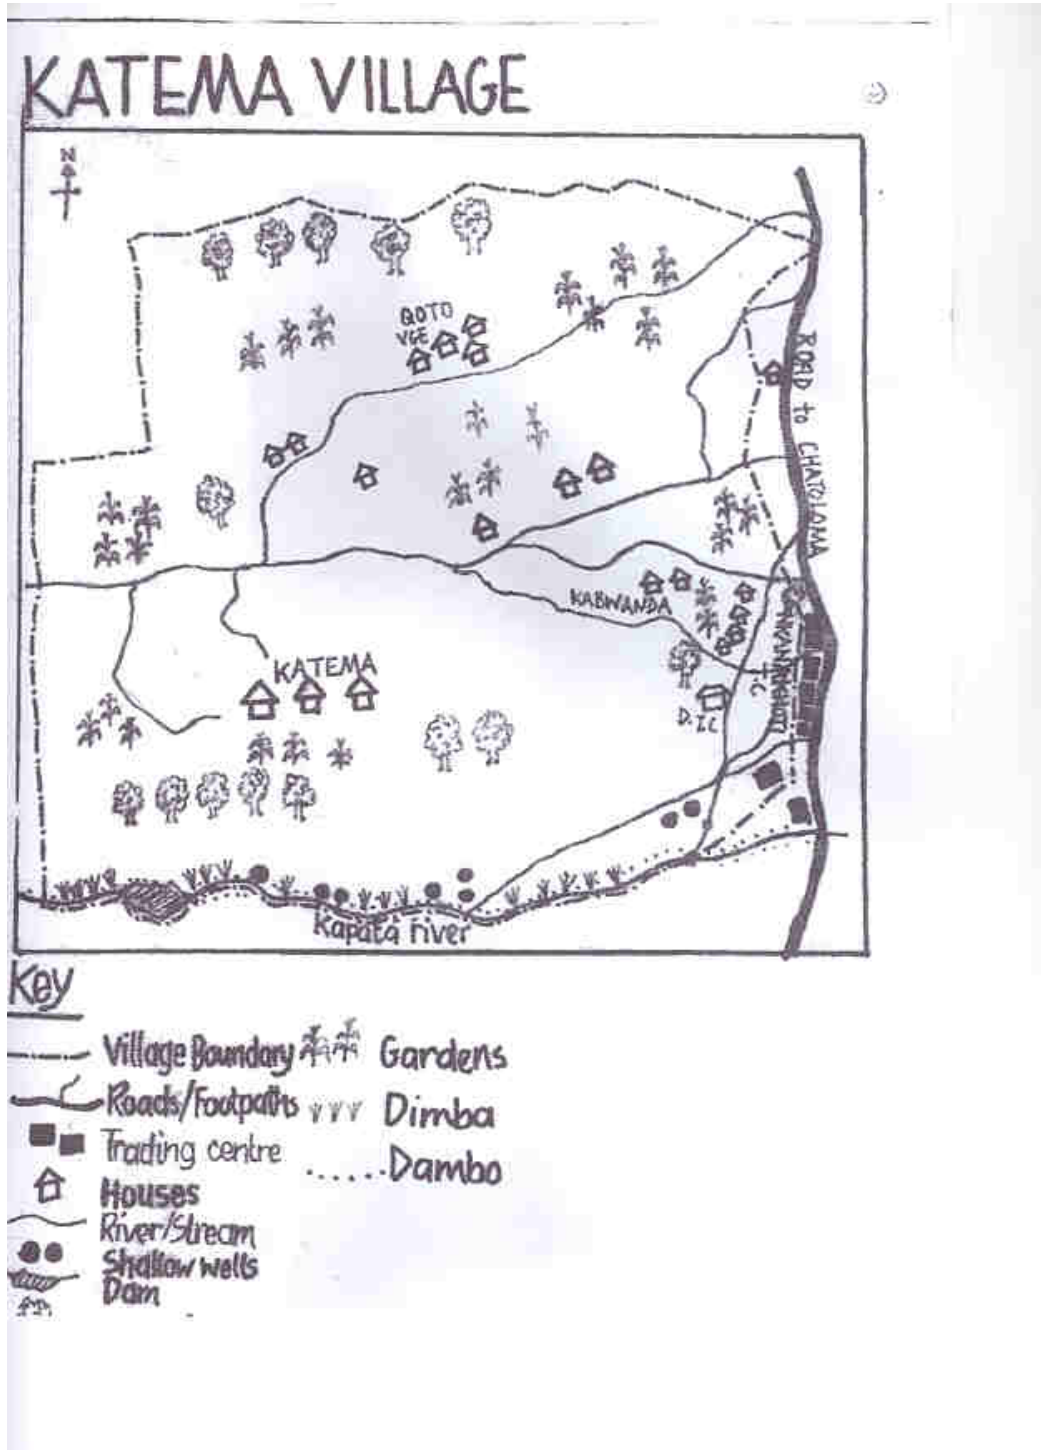 KATEMA VILLAGE
N
QOTO
VGE
ROAD to CHATOLOMA
KABWANDA
KATEMA
T.C
Kapata river
Key
Village Boundary
Gardens
Roads/Footpaths
Dimba
Trading centre
Dambo
Houses
River/Stream
Shallow wells
Dam